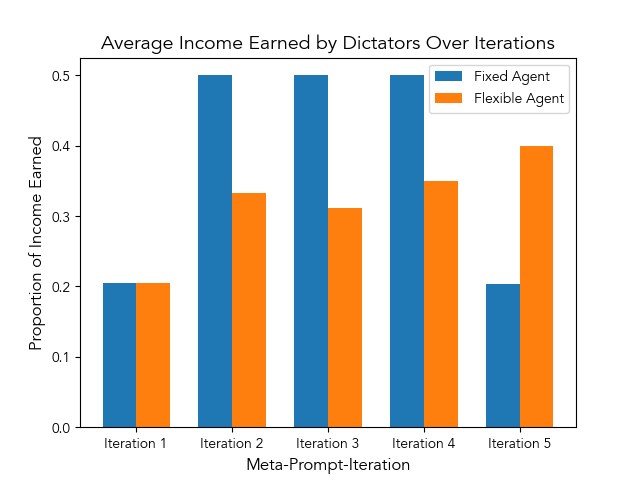 Average Income Earned by Dictators Over Iterations
Fixed Agent
Flexible Agent
Proportion of Income Earned
0.5
0.4
0.3
0.2
0.1
0.0
Iteration 1
Iteration 2
Iteration 3
Iteration 4
Iteration 5
Meta-Prompt-Iteration